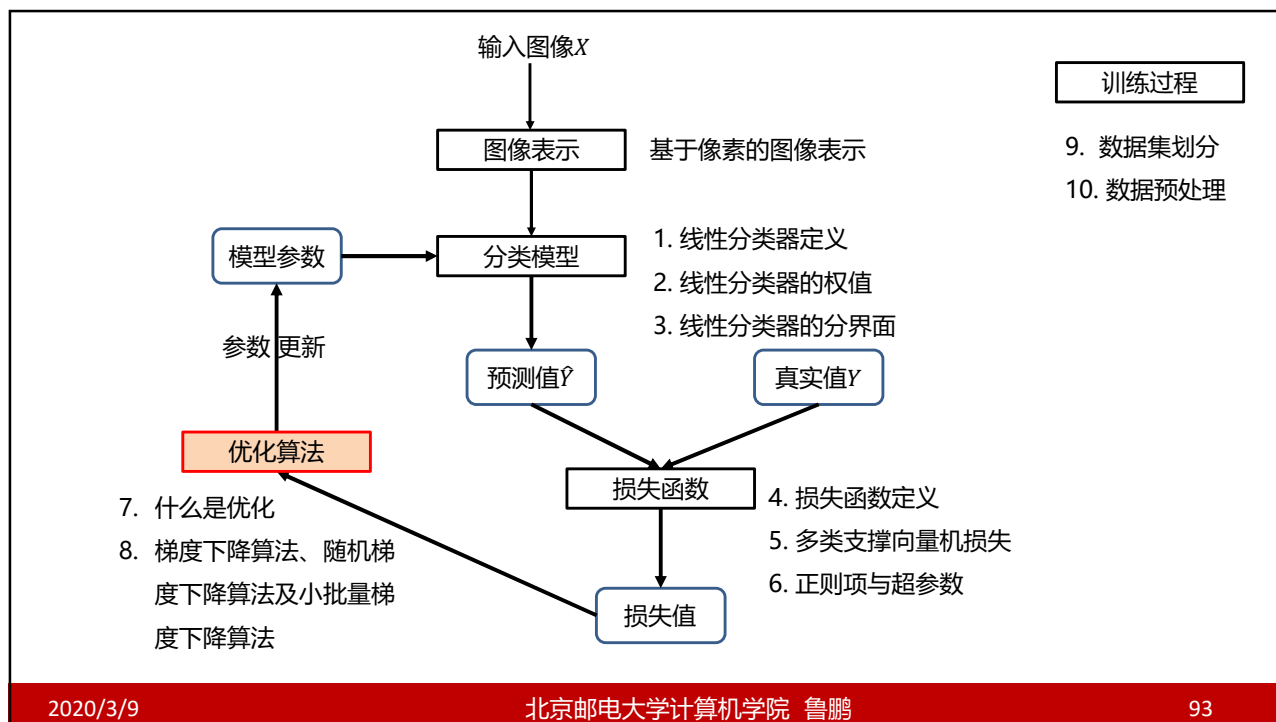 输入图像X
训练过程
图像表示
基于像素的图像表示
9. 数据集划分
10. 数据预处理
模型参数
分类模型
1. 线性分类器定义
2. 线性分类器的权值
3. 线性分类器的分界面
参数 更新
预测值Ŷ
真实值Y
优化算法
损失函数
4. 损失函数定义
5. 多类支撑向量机损失
6. 正则项与超参数
7. 什么是优化
8. 梯度下降算法、随机梯
度下降算法及小批量梯
度下降算法
损失值
2020/3/9
北京邮电大学计算机学院 鲁鹏
93